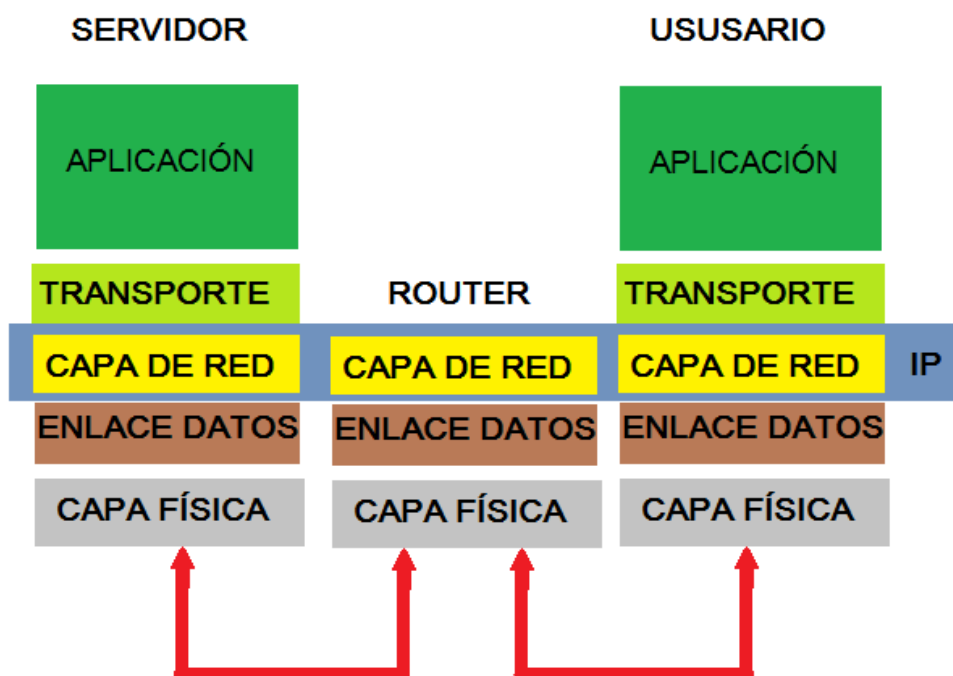 SERVIDOR
USUSARIO
APLICACIÓN
APLICACIÓN
TRANSPORTE
ROUTER
TRANSPORTE
CAPA DE RED
CAPA DE RED
CAPA DE RED
IP
ENLACE DATOS
ENLACE DATOS
ENLACE DATOS
CAPA FÍSICA
CAPA FÍSICA
CAPA FÍSICA